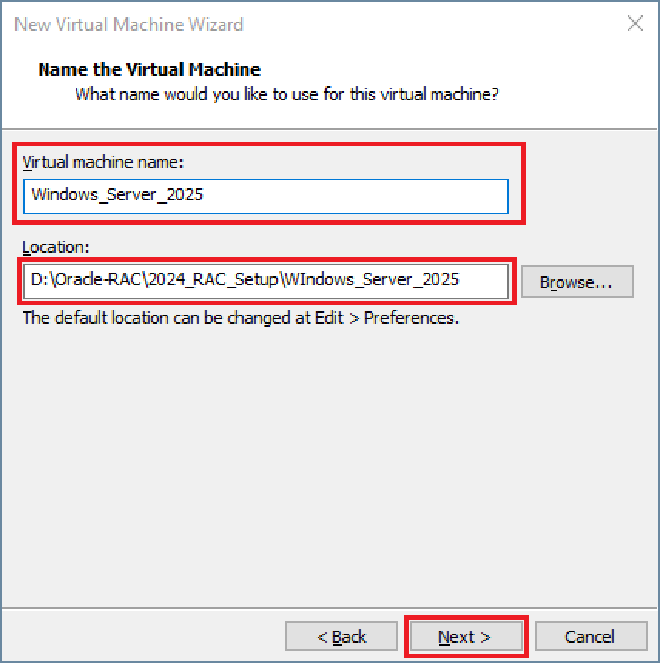 New Virtual Machine Wizard
Name the Virtual Machine
What name would you like to use for this virtual machine?
Virtual machine name:
Windows_Server_2025
Location:
D:\Oracle-RAC\2024_RAC_Setup\WIndows_Server_2025
Browse...
The default location can be changed at Edit > Preferences.
< Back
Next >
Cancel